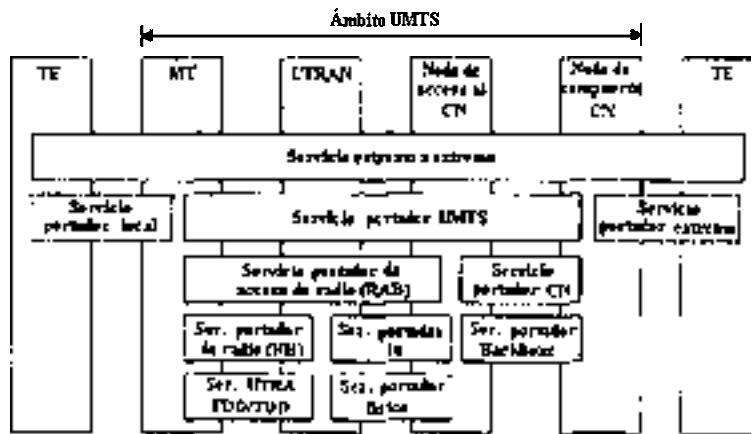 Ámbito UMTS
TE
MT
UTRAN
Nodo de
acceso al
CN
Nodo de
CN
TE
Servicio extremo a extremo
Servicio
portador local
Servicio portador UMTS
Servicio
portador externo
Servicio portador de
acceso de radio (RAB)
Servicio
portador CN
Ser. portador
de radio (RB)
Ser. portador
Iu
Ser. portador
Backbone
Ser. UTRA
FDD/TDD
Ser. portador
físico